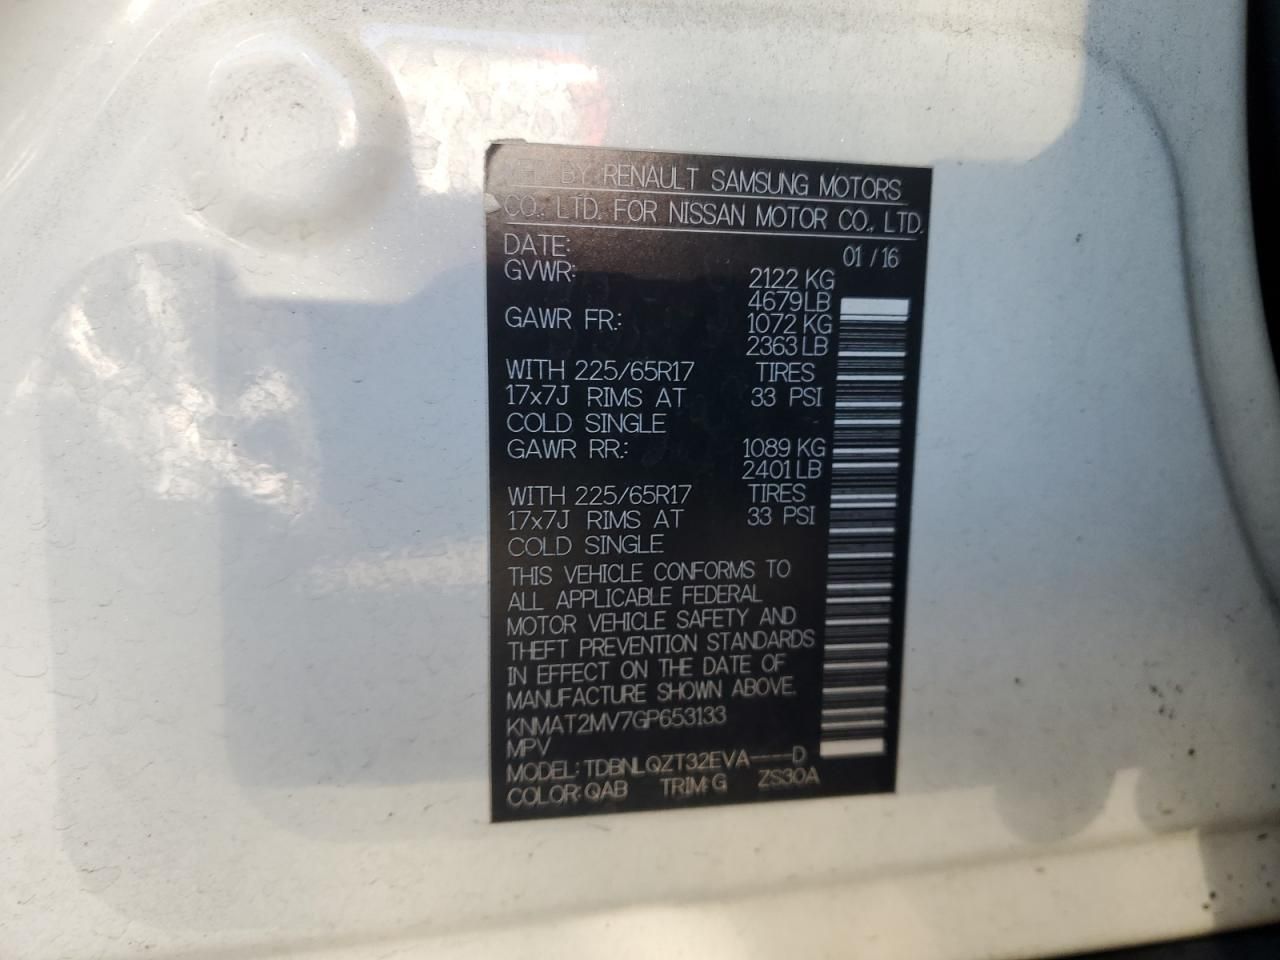 MFD BY RENAULT SAMSUNG MOTORS
CO., LTD. FOR NISSAN MOTOR CO., LTD.
DATE: 01 / 16
GVWR: 2122 KG
4679 LB
GAWR FR.: 1072 KG
2363 LB
WITH 225/65R17 TIRES
17x7J RIMS AT 33 PSI
COLD SINGLE
GAWR RR.: 1089 KG
2401 LB
WITH 225/65R17 TIRES
17x7J RIMS AT 33 PSI
COLD SINGLE
THIS VEHICLE CONFORMS TO
ALL APPLICABLE FEDERAL
MOTOR VEHICLE SAFETY AND
THEFT PREVENTION STANDARDS
IN EFFECT ON THE DATE OF
MANUFACTURE SHOWN ABOVE.
KNMAT2MV7GP653133
MPV
MODEL: TDBNLQZT32EVA----D
COLOR: QAB TRIM: G ZS30A